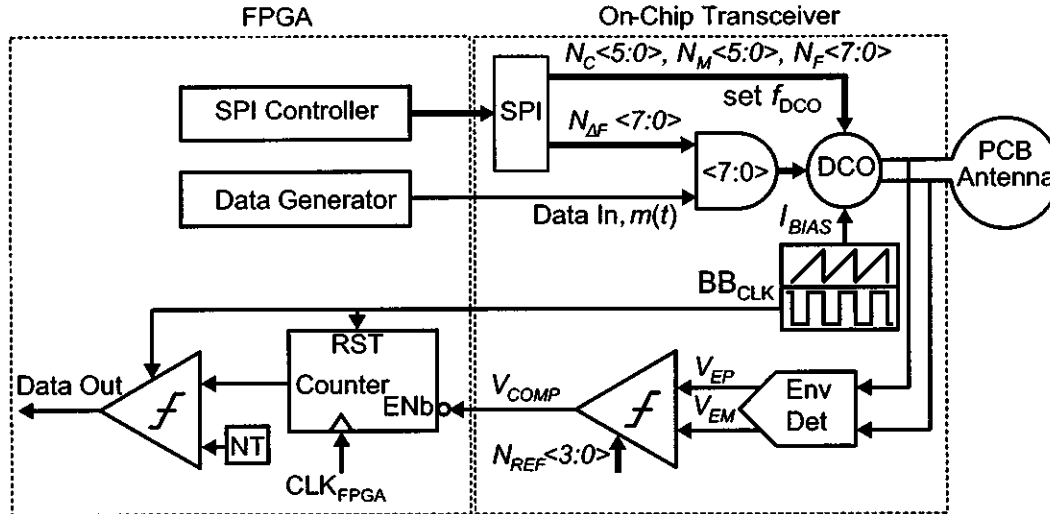 FPGA
On-Chip Transceiver
N_C<5:0>, N_M<5:0>, N_F<7:0>
SPI Controller
SPI
set f_DCO
N_ΔF <7:0>
PCB
Antenna
<7:0>
DCO
Data Generator
Data In, m(t)
I_BIAS
BB_CLK
RST
Data Out
Counter
V_COMP
V_EP
Env
ENb
V_EM
Det
NT
N_REF<3:0>
CLK_FPGA